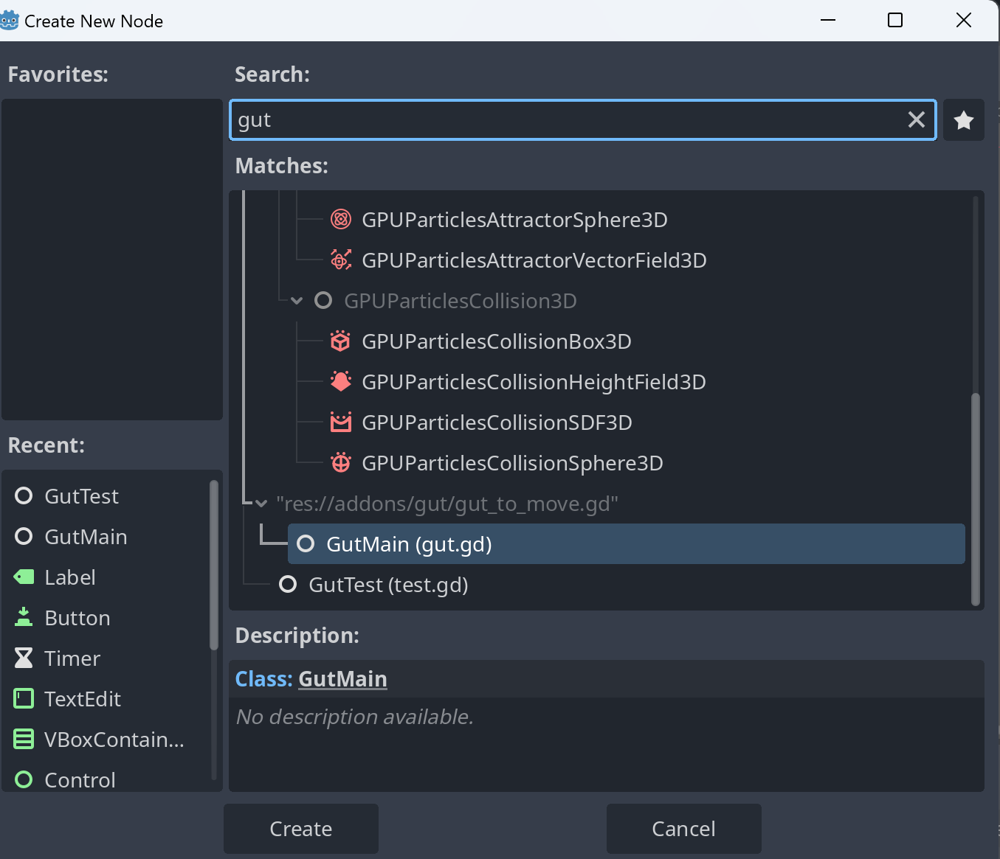 Create New Node
Favorites:
Search:
gut
Matches:
GPUParticlesAttractorSphere3D
GPUParticlesAttractorVectorField3D
GPUParticlesCollision3D
GPUParticlesCollisionBox3D
GPUParticlesCollisionHeightField3D
GPUParticlesCollisionSDF3D
GPUParticlesCollisionSphere3D
"res://addons/gut/gut_to_move.gd"
GutMain (gut.gd)
GutTest (test.gd)
Recent:
GutTest
GutMain
Label
Button
Timer
TextEdit
VBoxContain...
Control
Description:
Class: GutMain
No description available.
Create
Cancel